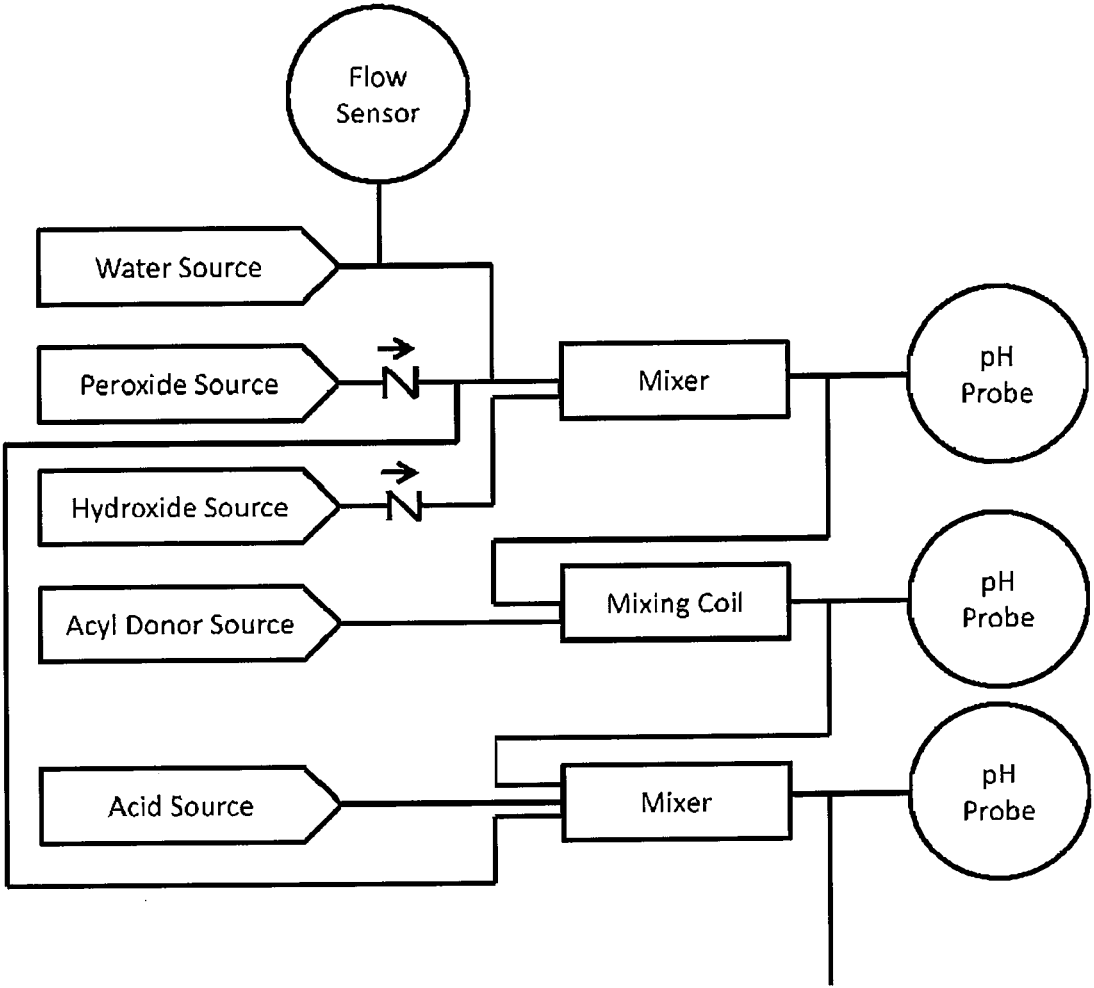 Flow
Sensor
Water Source
Peroxide Source
Mixer
pH
Probe
Hydroxide Source
Acyl Donor Source
Mixing Coil
pH
Probe
Acid Source
Mixer
pH
Probe